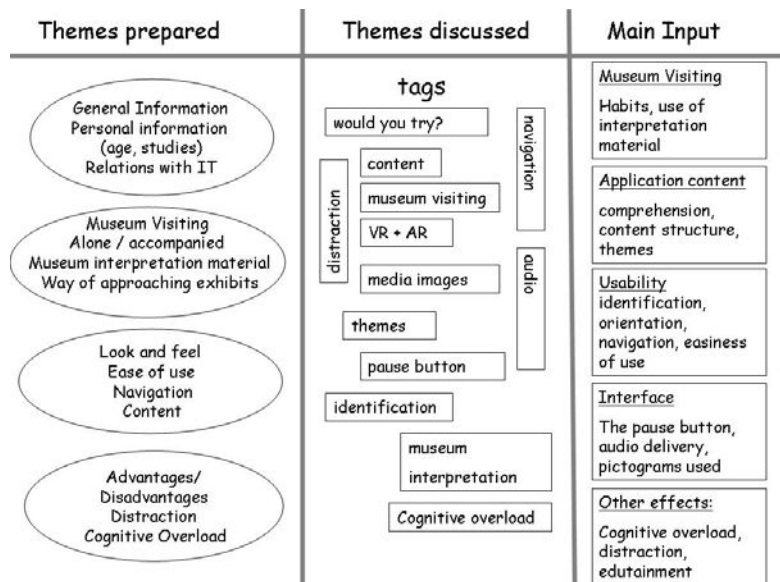 Themes prepared
General Information
Personal information
(age, studies)
Relations with IT
Museum Visiting
Alone / accompanied
Museum interpretation material
Way of approaching exhibits
Look and feel
Ease of use
Navigation
Content
Advantages/
Disadvantages
Distraction
Cognitive Overload
Themes discussed
tags
would you try?
navigation
content
distraction
museum visiting
VR + AR
audio
media images
themes
pause button
identification
museum
interpretation
Cognitive overload
Main Input
Museum Visiting
Habits, use of
interpretation
material
Application content
comprehension,
content structure,
themes
Usability
identification,
orientation,
navigation, easiness
of use
Interface
The pause button,
audio delivery,
pictograms used
Other effects:
Cognitive overload,
distraction,
edutainment